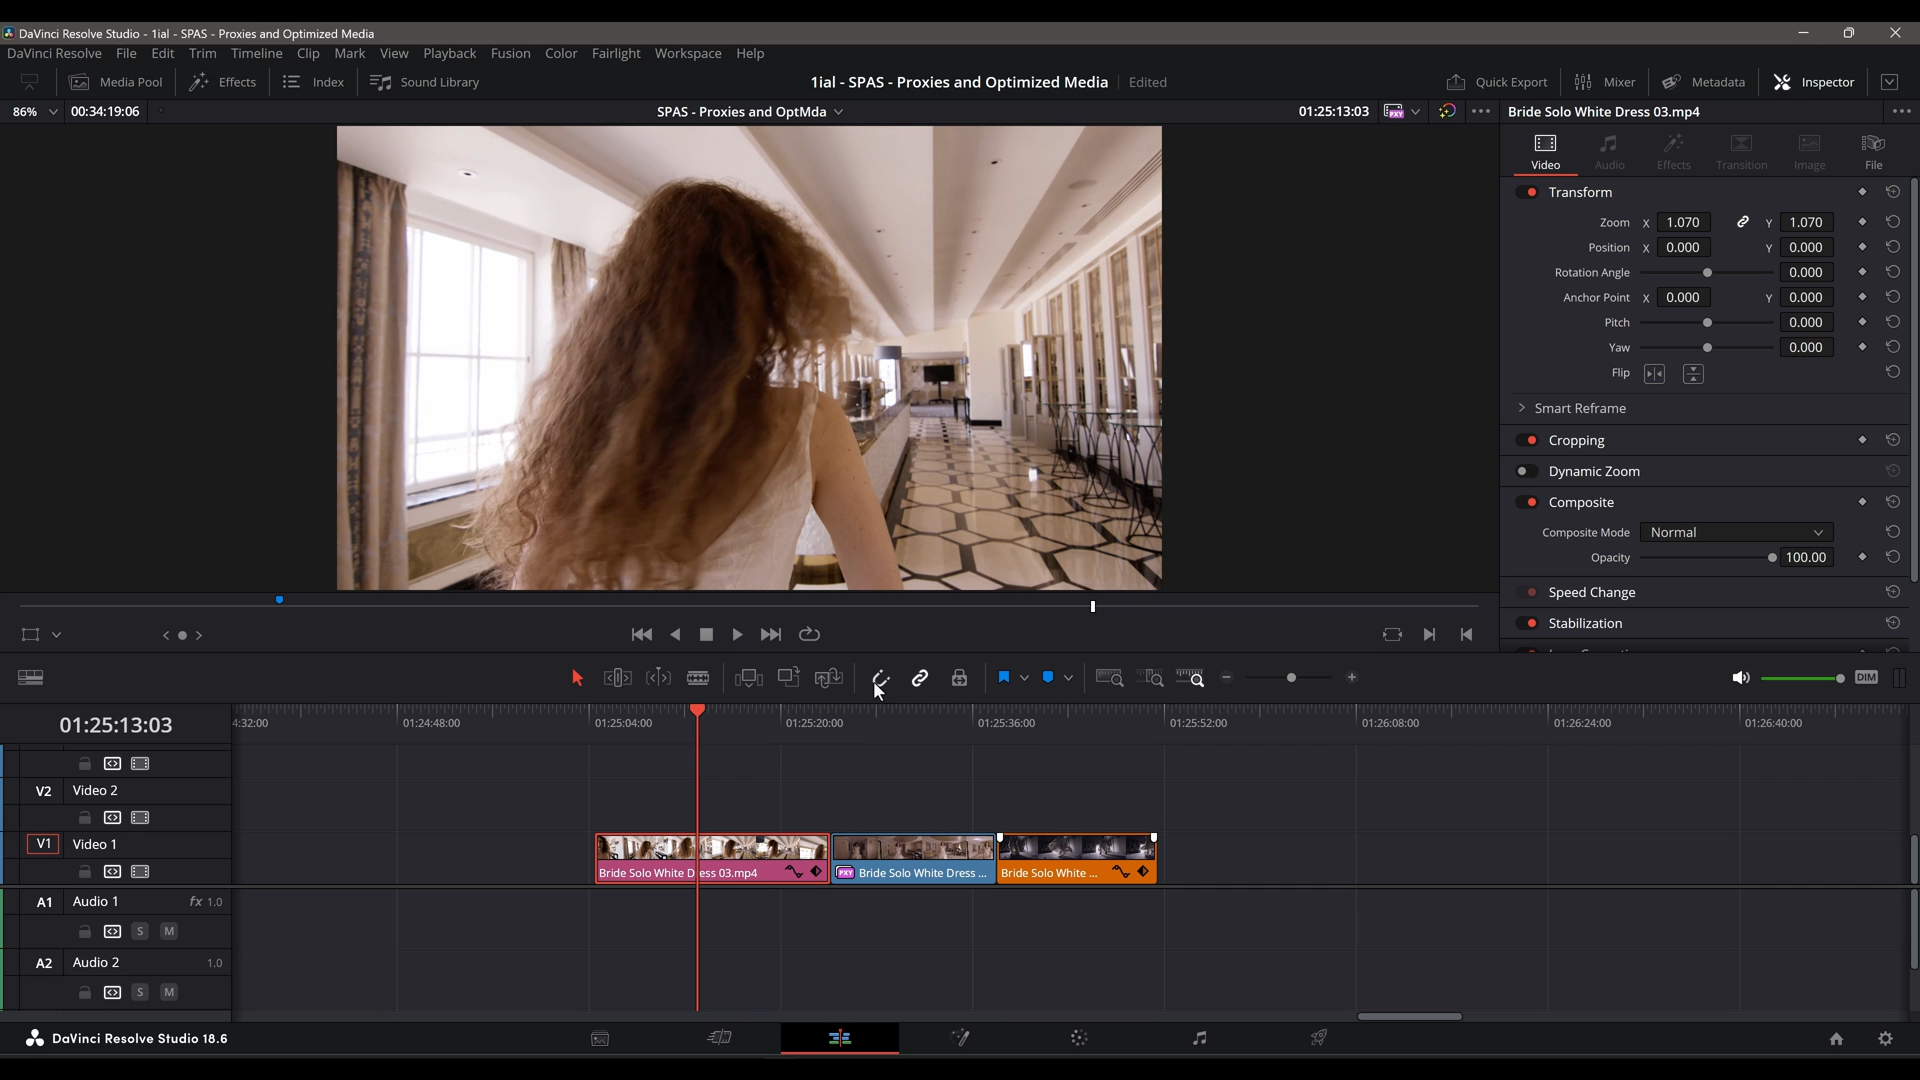 DaVinci Resolve Studio - 1ial - SPAS - Proxies and Optimized Media
DaVinci Resolve File Edit Trim Timeline Clip Mark View Playback Fusion Color Fairlight Workspace Help
Media Pool Effects Index Sound Library 1ial - SPAS - Proxies and Optimized Media Edited Quick Export Mixer Metadata Inspector
86% 00:34:19:06 SPAS - Proxies and OptMda 01:25:13:03 PXY Bride Solo White Dress 03.mp4
Video Audio Effects Transition Image File
Transform
Zoom X 1.070 Y 1.070
Position X 0.000 Y 0.000
Rotation Angle 0.000
Anchor Point X 0.000 Y 0.000
Pitch 0.000
Yaw 0.000
Flip
Smart Reframe
Cropping
Dynamic Zoom
Composite
Composite Mode Normal
Opacity 100.00
Speed Change
Stabilization
DIM
01:25:13:03
4:32:00 01:24:48:00 01:25:04:00 01:25:20:00 01:25:36:00 01:25:52:00 01:26:08:00 01:26:24:00 01:26:40:00
V2 Video 2
V1 Video 1
Bride Solo White Dress 03.mp4 PXY Bride Solo White Dress ... Bride Solo White ...
A1 Audio 1 fx 1.0
S M
A2 Audio 2 1.0
S M
DaVinci Resolve Studio 18.6